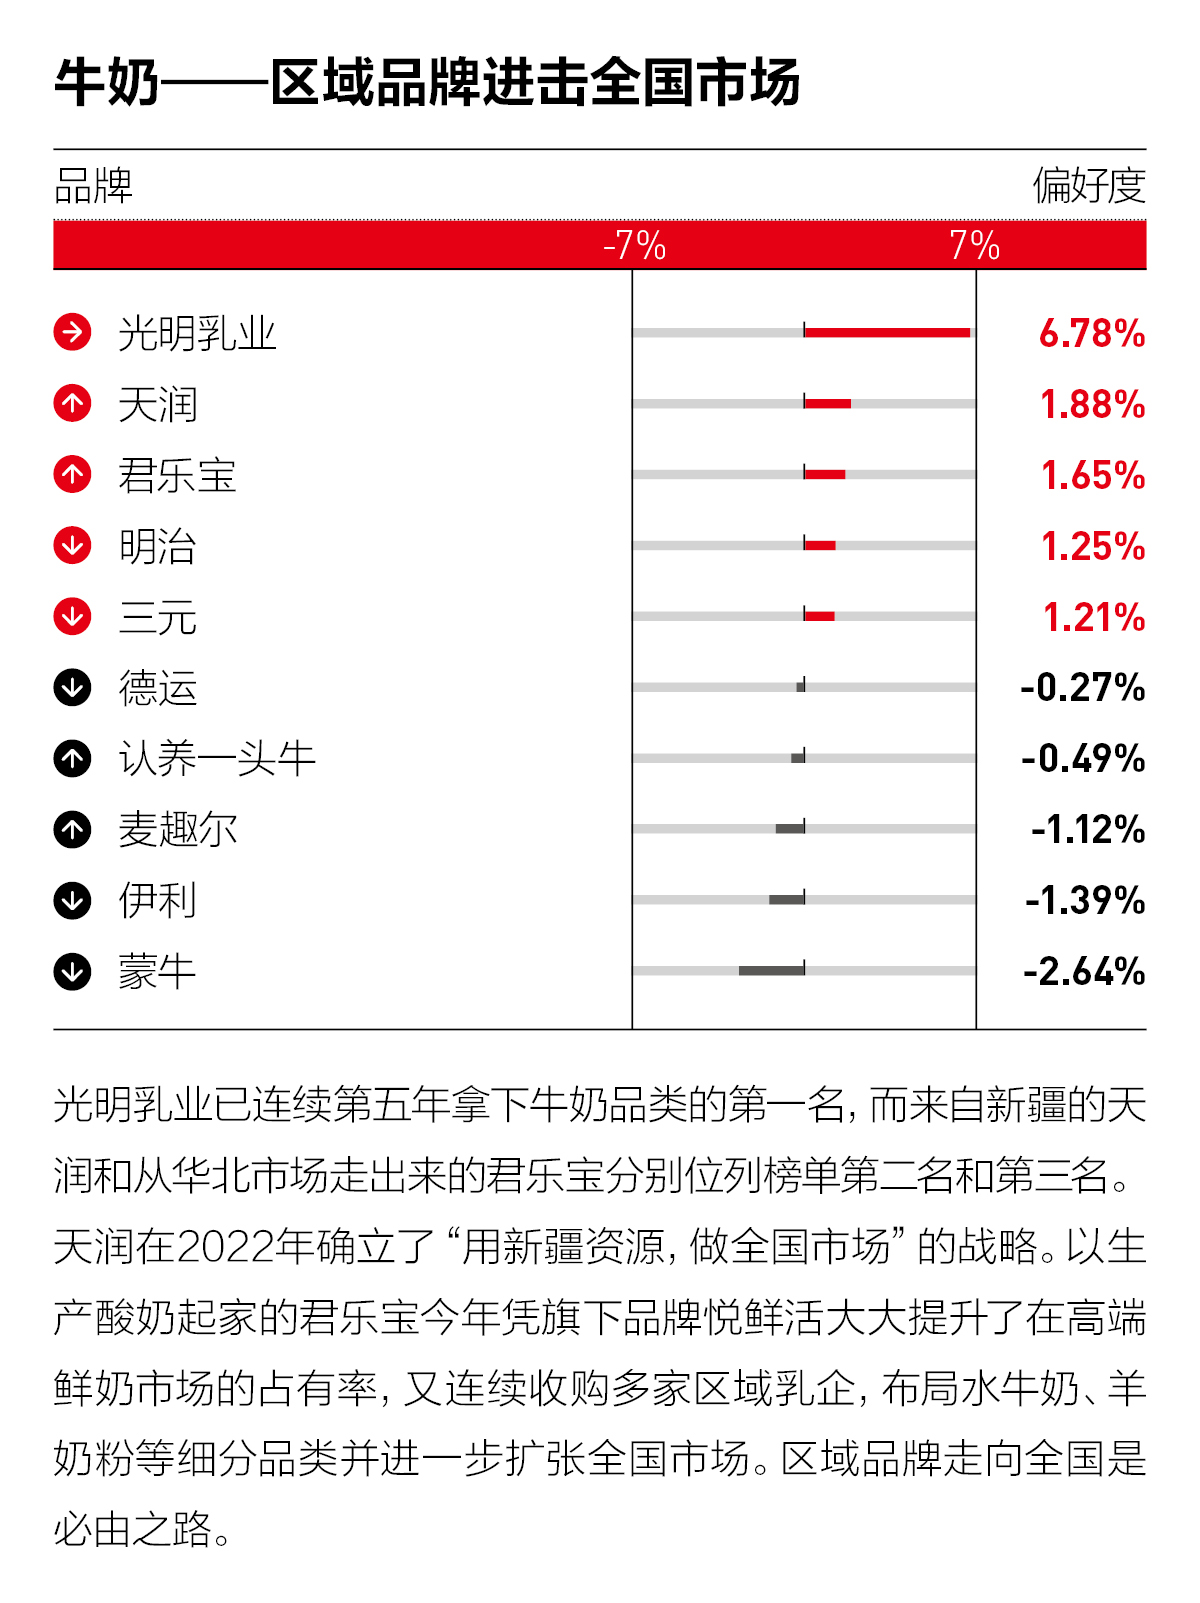 牛奶——区域品牌进击全国市场
品牌 偏好度
-7% 7%
光明乳业 6.78%
天润 1.88%
君乐宝 1.65%
明治 1.25%
三元 1.21%
德运 -0.27%
认养一头牛 -0.49%
麦趣尔 -1.12%
伊利 -1.39%
蒙牛 -2.64%
光明乳业已连续第五年拿下牛奶品类的第一名，而来自新疆的天
润和从华北市场走出来的君乐宝分别位列榜单第二名和第三名。
天润在2022年确立了“用新疆资源，做全国市场”的战略。以生
产酸奶起家的君乐宝今年凭旗下品牌悦鲜活大大提升了在高端
鲜奶市场的占有率，又连续收购多家区域乳企，布局水牛奶、羊
奶粉等细分品类并进一步扩张全国市场。区域品牌走向全国是
必由之路。